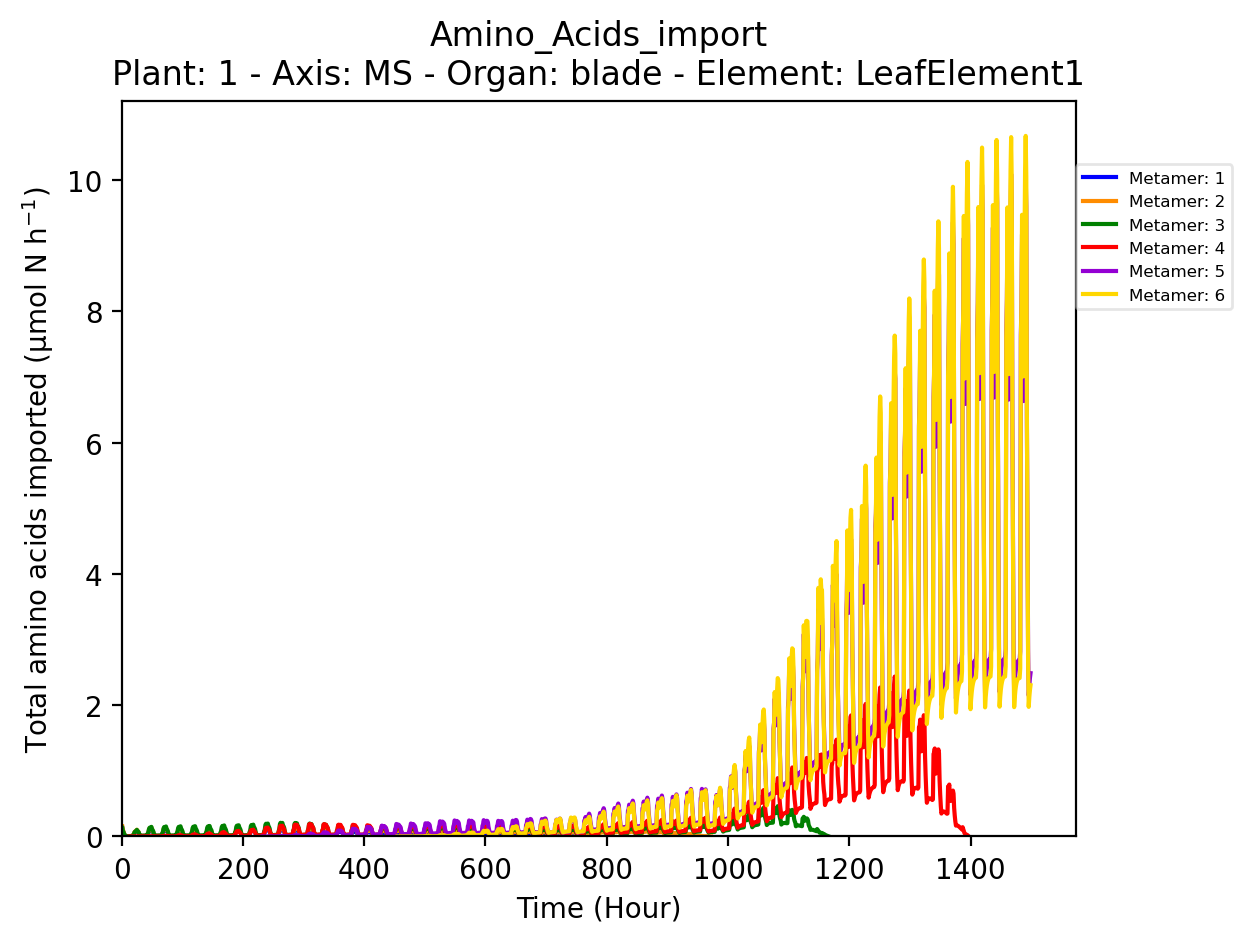 Amino_Acids_import
Plant: 1 - Axis: MS - Organ: blade - Element: LeafElement1
Total amino acids imported (µmol N h⁻¹)
10
8
6
4
2
0
0 200 400 600 800 1000 1200 1400
Time (Hour)
Metamer: 1
Metamer: 2
Metamer: 3
Metamer: 4
Metamer: 5
Metamer: 6